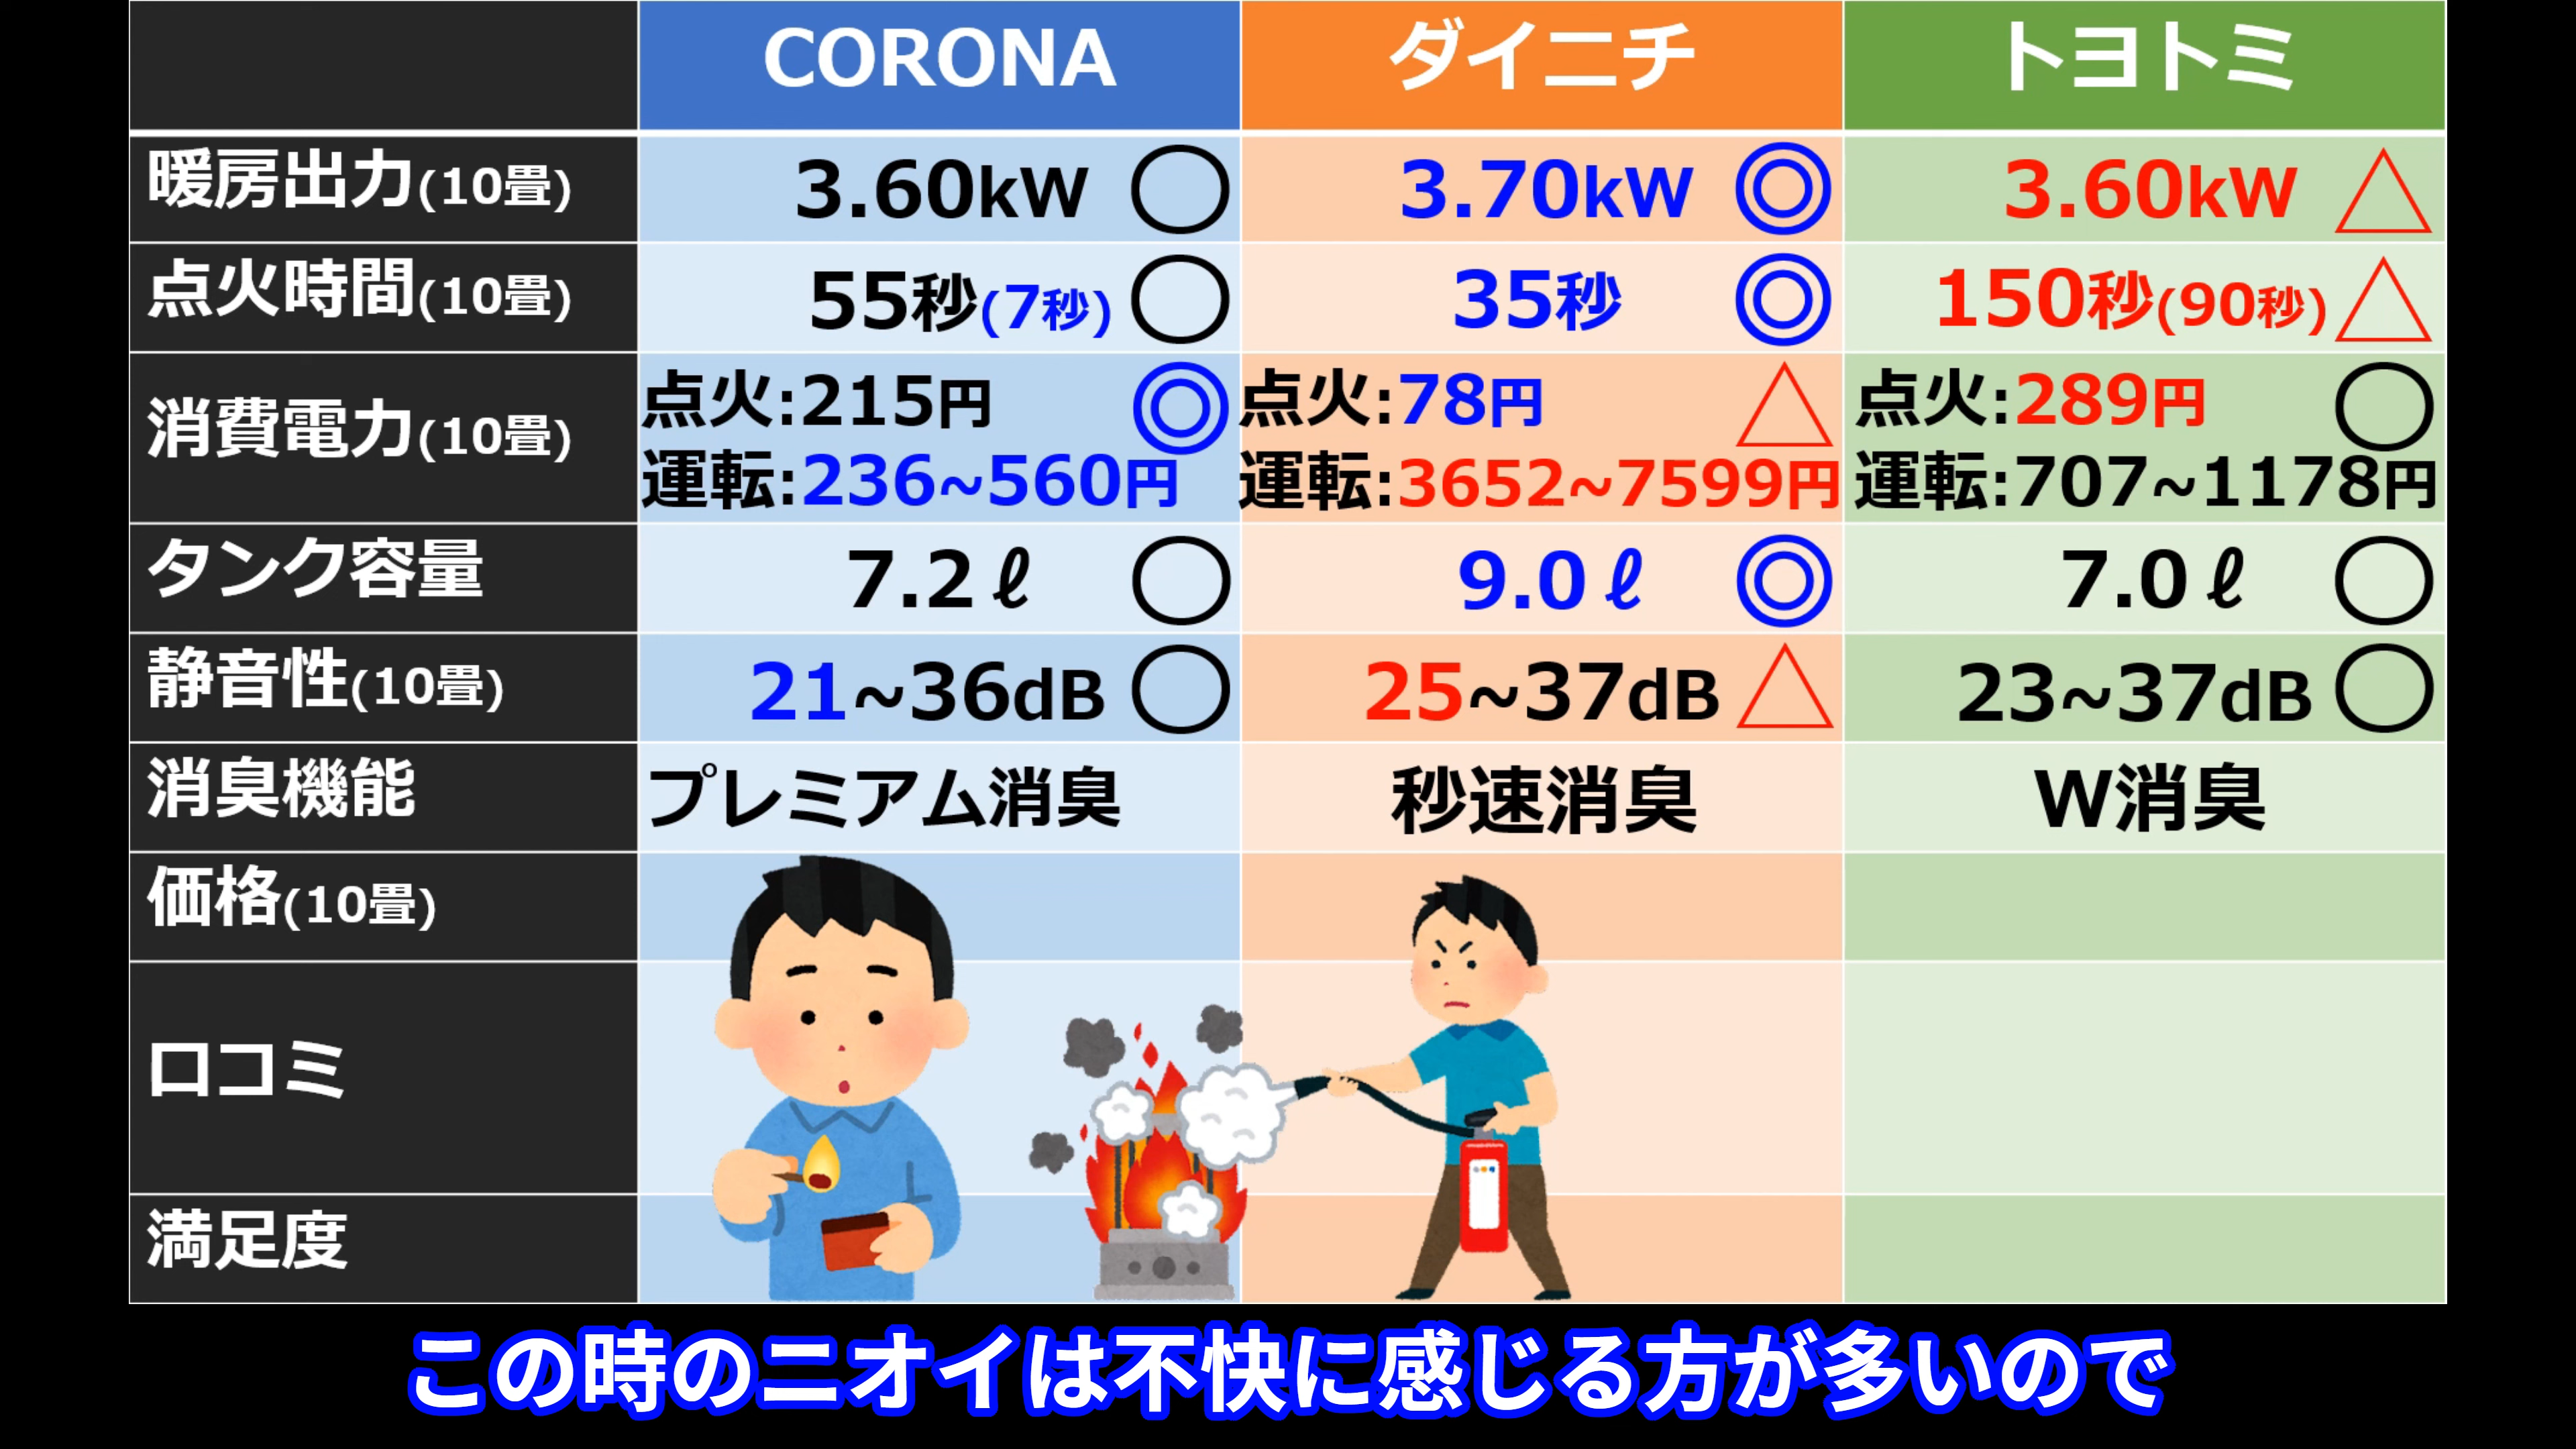 CORONA ダイニチ トヨトミ
暖房出力(10畳) 3.60kW ○ 3.70kW ◎ 3.60kW △
点火時間(10畳) 55秒(7秒) ○ 35秒 ◎ 150秒(90秒) △
消費電力(10畳) 点火:215円 ◎ 点火:78円 △ 点火:289円 ○
運転:236~560円 運転:3652~7599円 運転:707~1178円
タンク容量 7.2ℓ ○ 9.0ℓ ◎ 7.0ℓ ○
静音性(10畳) 21~36dB ○ 25~37dB △ 23~37dB ○
消臭機能 プレミアム消臭 秒速消臭 W消臭
価格(10畳)
口コミ
満足度
この時のニオイは不快に感じる方が多いので